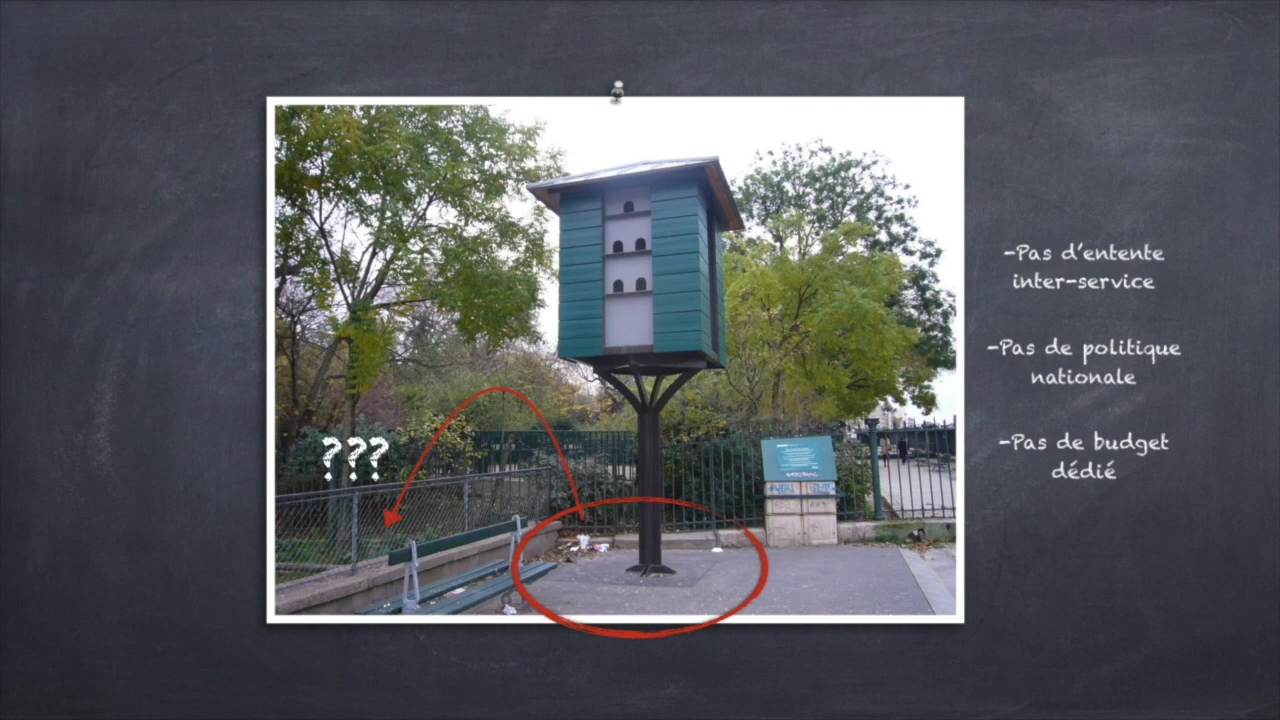 ???
-Pas d'entente
inter-service
-Pas de politique
nationale
-Pas de budget
dédié